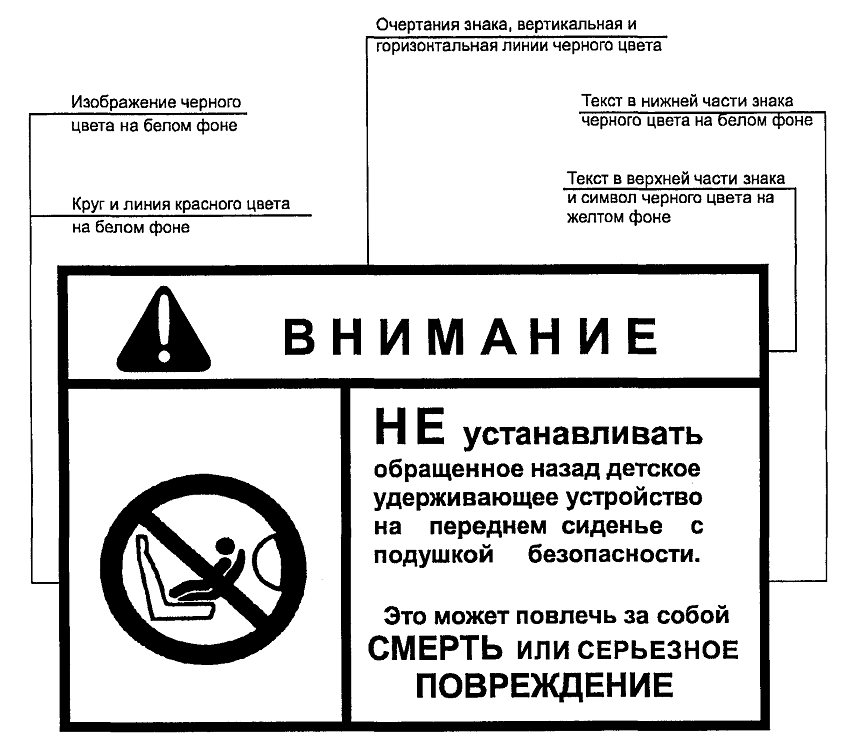 Очертания знака, вертикальная и
горизонтальная линии черного цвета
Изображение черного
цвета на белом фоне
Текст в нижней части знака
черного цвета на белом фоне
Круг и линия красного цвета
на белом фоне
Текст в верхней части знака
и символ черного цвета на
желтом фоне
ВНИМАНИЕ
НЕ устанавливать
обращенное назад детское
удерживающее устройство
на переднем сиденье с
подушкой безопасности.
Это может повлечь за собой
СМЕРТЬ ИЛИ СЕРЬЕЗНОЕ
ПОВРЕЖДЕНИЕ